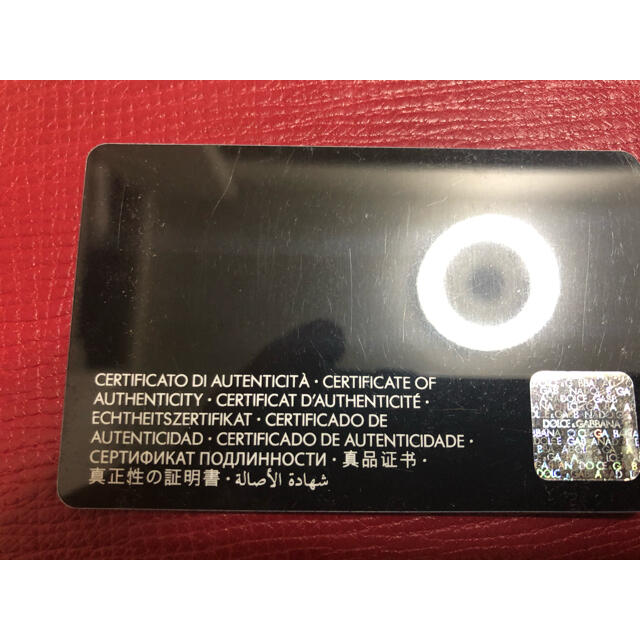 CERTIFICATO DI AUTENTICITÀ · CERTIFICATE OF
AUTHENTICITY · CERTIFICAT D'AUTHENTICITÉ ·
ECHTHEITSZERTIFIKAT · CERTIFICADO DE
AUTENTICIDAD · CERTIFICADO DE AUTENTICIDADE ·
СЕРТИФИКАТ ПОДЛИННОСТИ · 真品证书 ·
真正性の証明書 · شهادة الأصالة
DOLCE&GABBANA